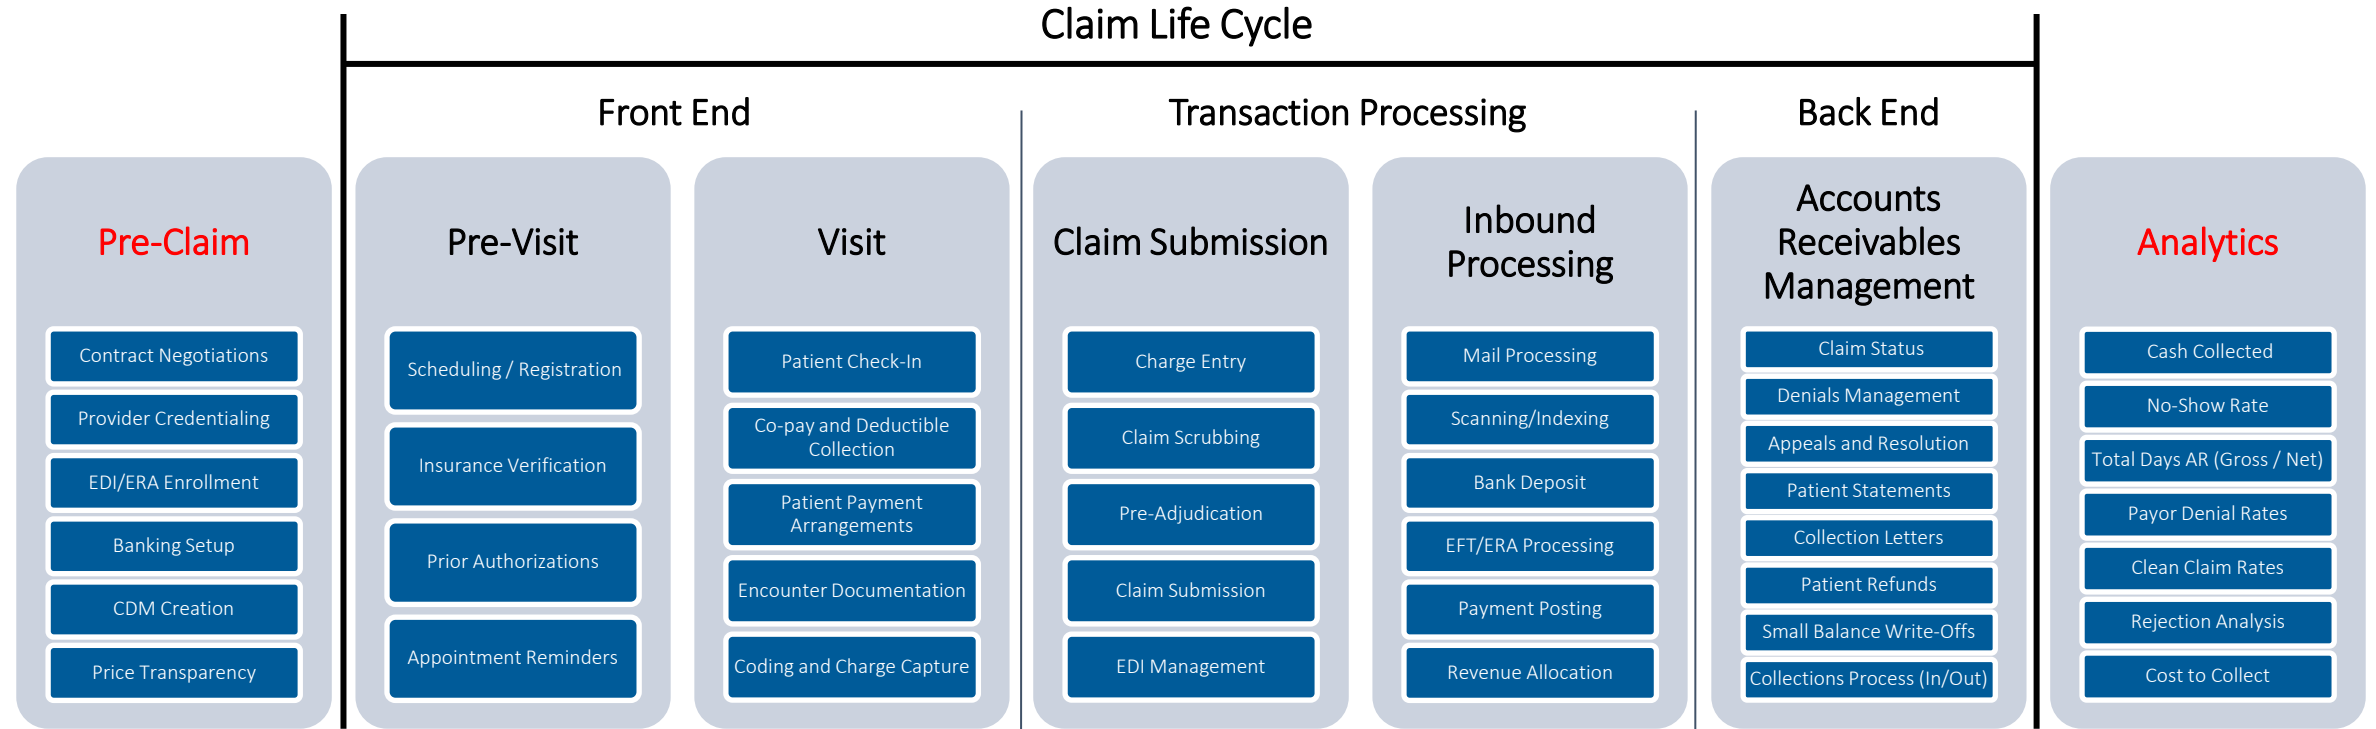 Claim Life Cycle
Front End
Transaction Processing
Back End
Pre-Claim
Contract Negotiations
Provider Credentialing
EDI/ERA Enrollment
Banking Setup
CDM Creation
Price Transparency
Pre-Visit
Scheduling / Registration
Insurance Verification
Prior Authorizations
Appointment Reminders
Visit
Patient Check-In
Co-pay and Deductible
Collection
Patient Payment
Arrangements
Encounter Documentation
Coding and Charge Capture
Claim Submission
Charge Entry
Claim Scrubbing
Pre-Adjudication
Claim Submission
EDI Management
Inbound
Processing
Mail Processing
Scanning/Indexing
Bank Deposit
EFT/ERA Processing
Payment Posting
Revenue Allocation
Accounts
Receivables
Management
Claim Status
Denials Management
Appeals and Resolution
Patient Statements
Collection Letters
Patient Refunds
Small Balance Write-Offs
Collections Process (In/Out)
Analytics
Cash Collected
No-Show Rate
Total Days AR (Gross / Net)
Payor Denial Rates
Clean Claim Rates
Rejection Analysis
Cost to Collect